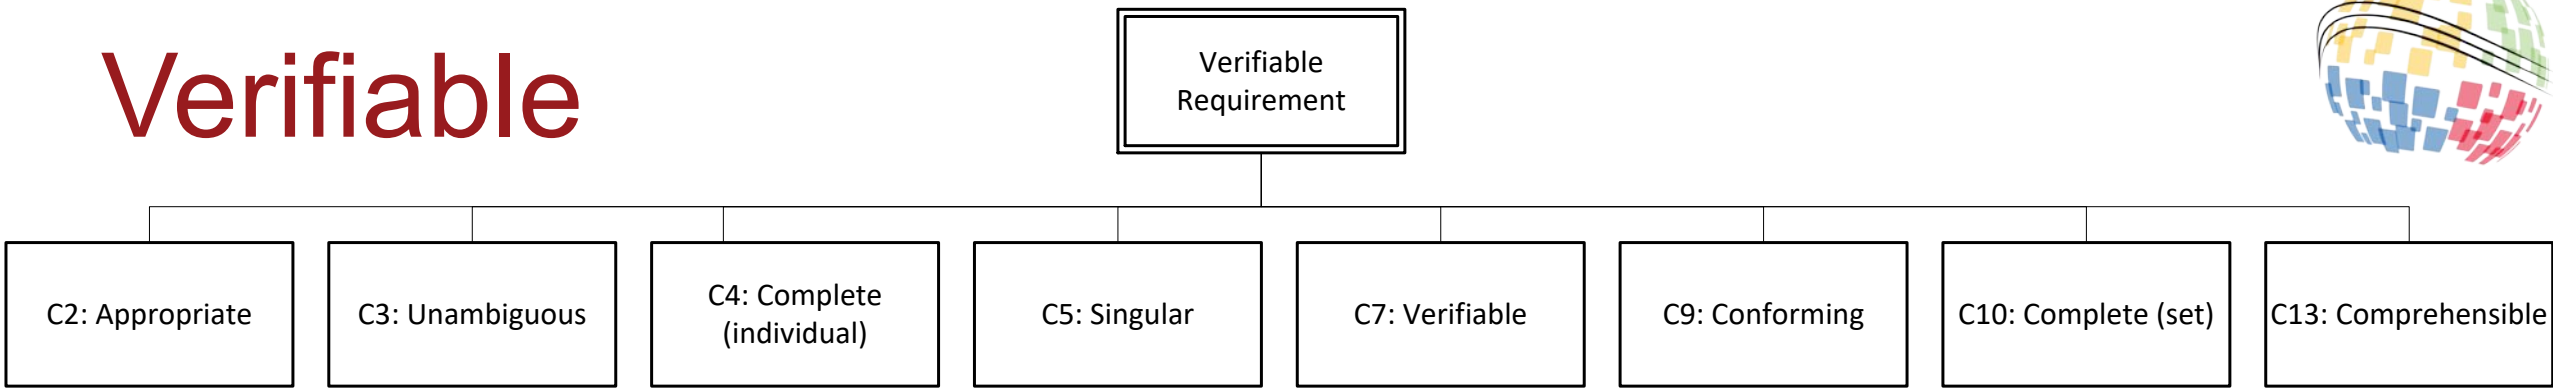 Verifiable
Verifiable
Requirement
C2: Appropriate
C3: Unambiguous
C4: Complete
(individual)
C5: Singular
C7: Verifiable
C9: Conforming
C10: Complete (set)
C13: Comprehensible